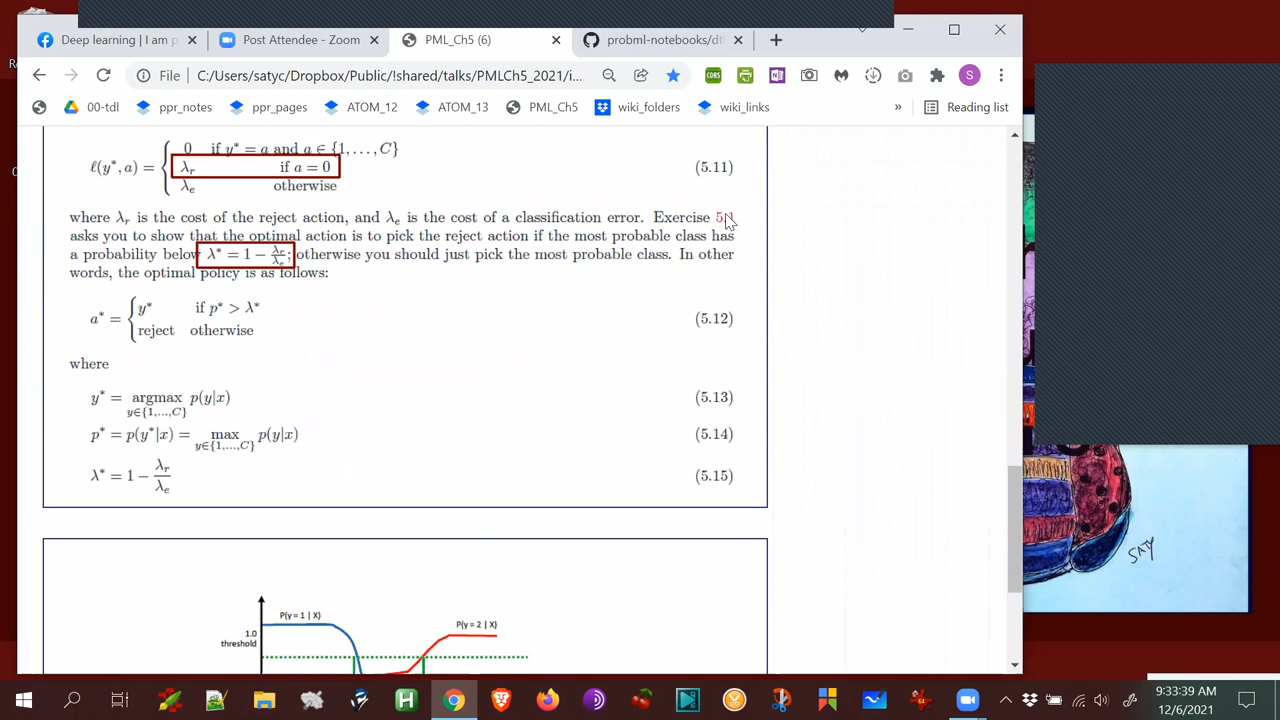 Deep learning | I am p
Post Attendee - Zoom
PML_Ch5 (6)
probml-notebooks/dt
File C:/Users/satyc/Dropbox/Public/!shared/talks/PMLCh5_2021/i...
CORS
S
00-tdl ppr_notes ppr_pages ATOM_12 ATOM_13 PML_Ch5 wiki_folders wiki_links » Reading list
0 if y* = a and a ∈ {1, . . . , C}
ℓ(y*, a) = { λr if a = 0 (5.11)
λe otherwise
where λr is the cost of the reject action, and λe is the cost of a classification error. Exercise 5.1
asks you to show that the optimal action is to pick the reject action if the most probable class has
a probability below λ* = 1 − λr/λe; otherwise you should just pick the most probable class. In other
words, the optimal policy is as follows:
a* = { y* if p* > λ* (5.12)
reject otherwise
where
y* = argmax y∈{1,...,C} p(y|x) (5.13)
p* = p(y*|x) = max y∈{1,...,C} p(y|x) (5.14)
λ* = 1 − λr/λe (5.15)
P(y = 1 | X)
P(y = 2 | X)
1.0
threshold
SATY
9:33:39 AM
12/6/2021